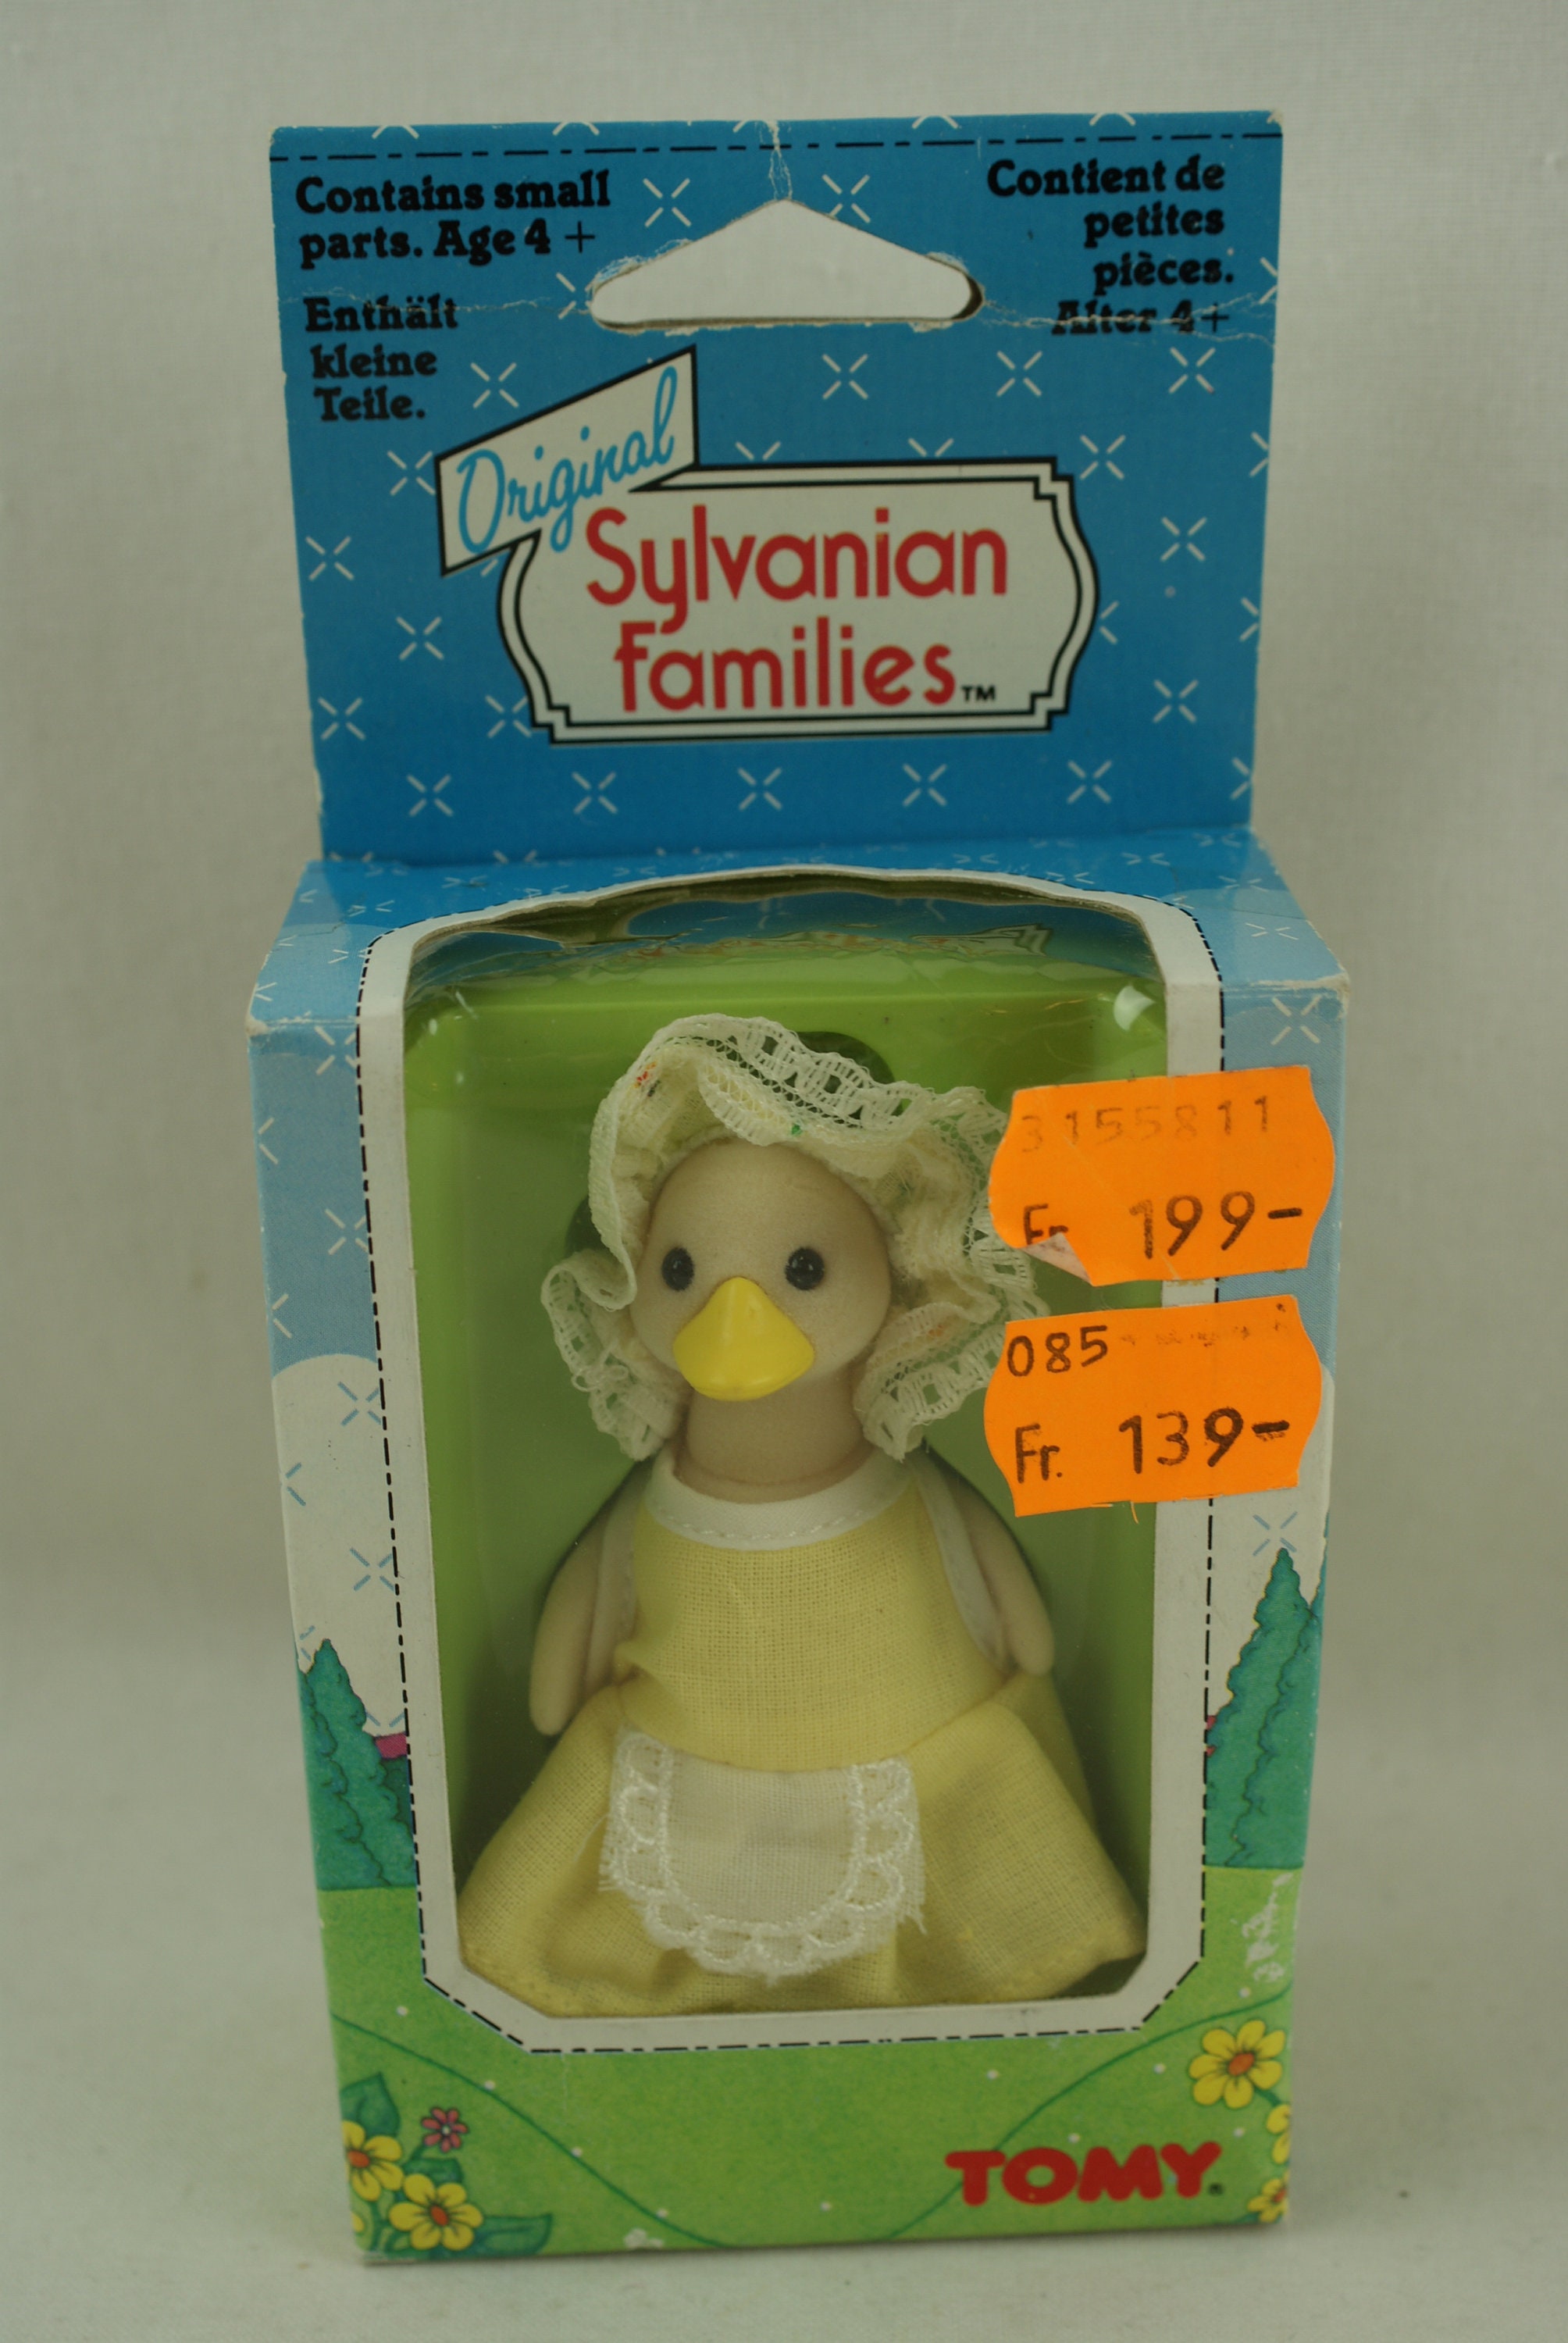 Contains small
parts. Age 4 +
Enthält
kleine
Teile.
Contient de
petites
pièces.
Alter 4+
Original
Sylvanian
Families™
3155811
Fr 199-
085
Fr. 139-
TOMY®